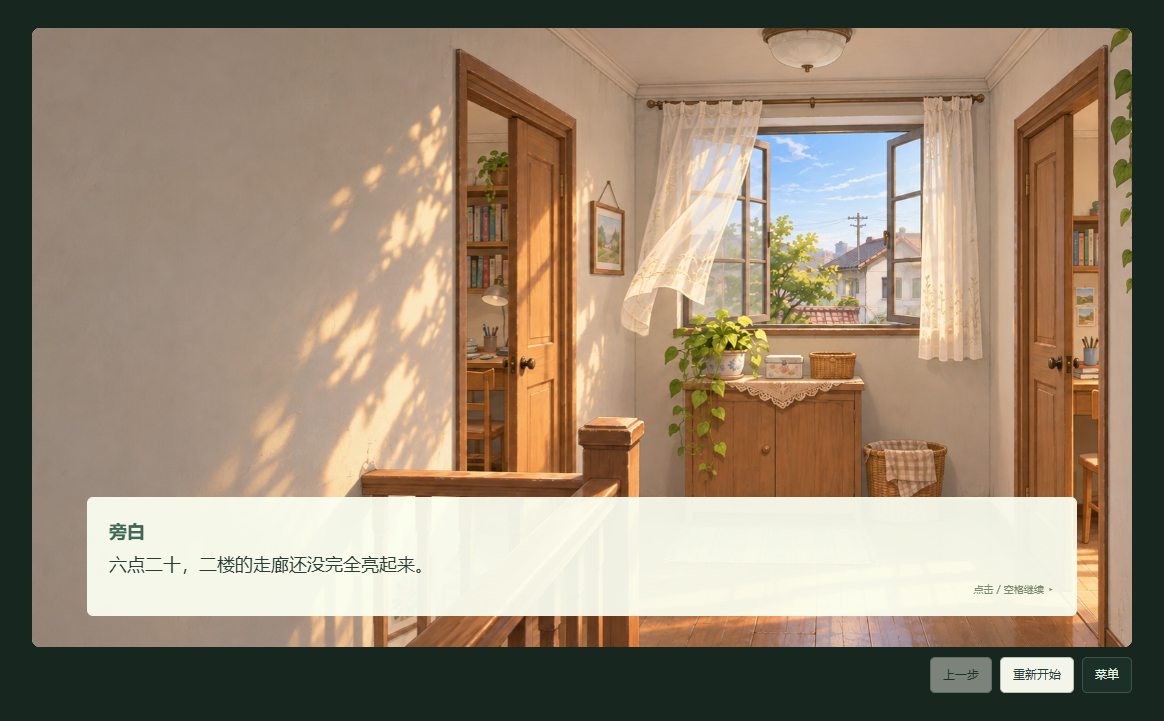 旁白
六点二十，二楼的走廊还没完全亮起来。
点击 / 空格继续 ▸
上一步
重新开始
菜单